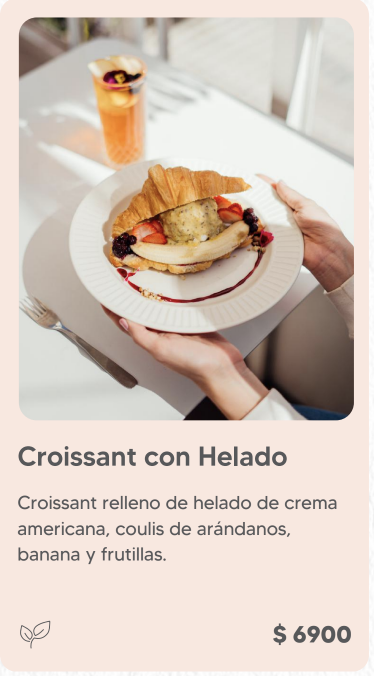 Croissant con Helado
Croissant relleno de helado de crema
americana, coulis de arándanos,
banana y frutillas.
$ 6900